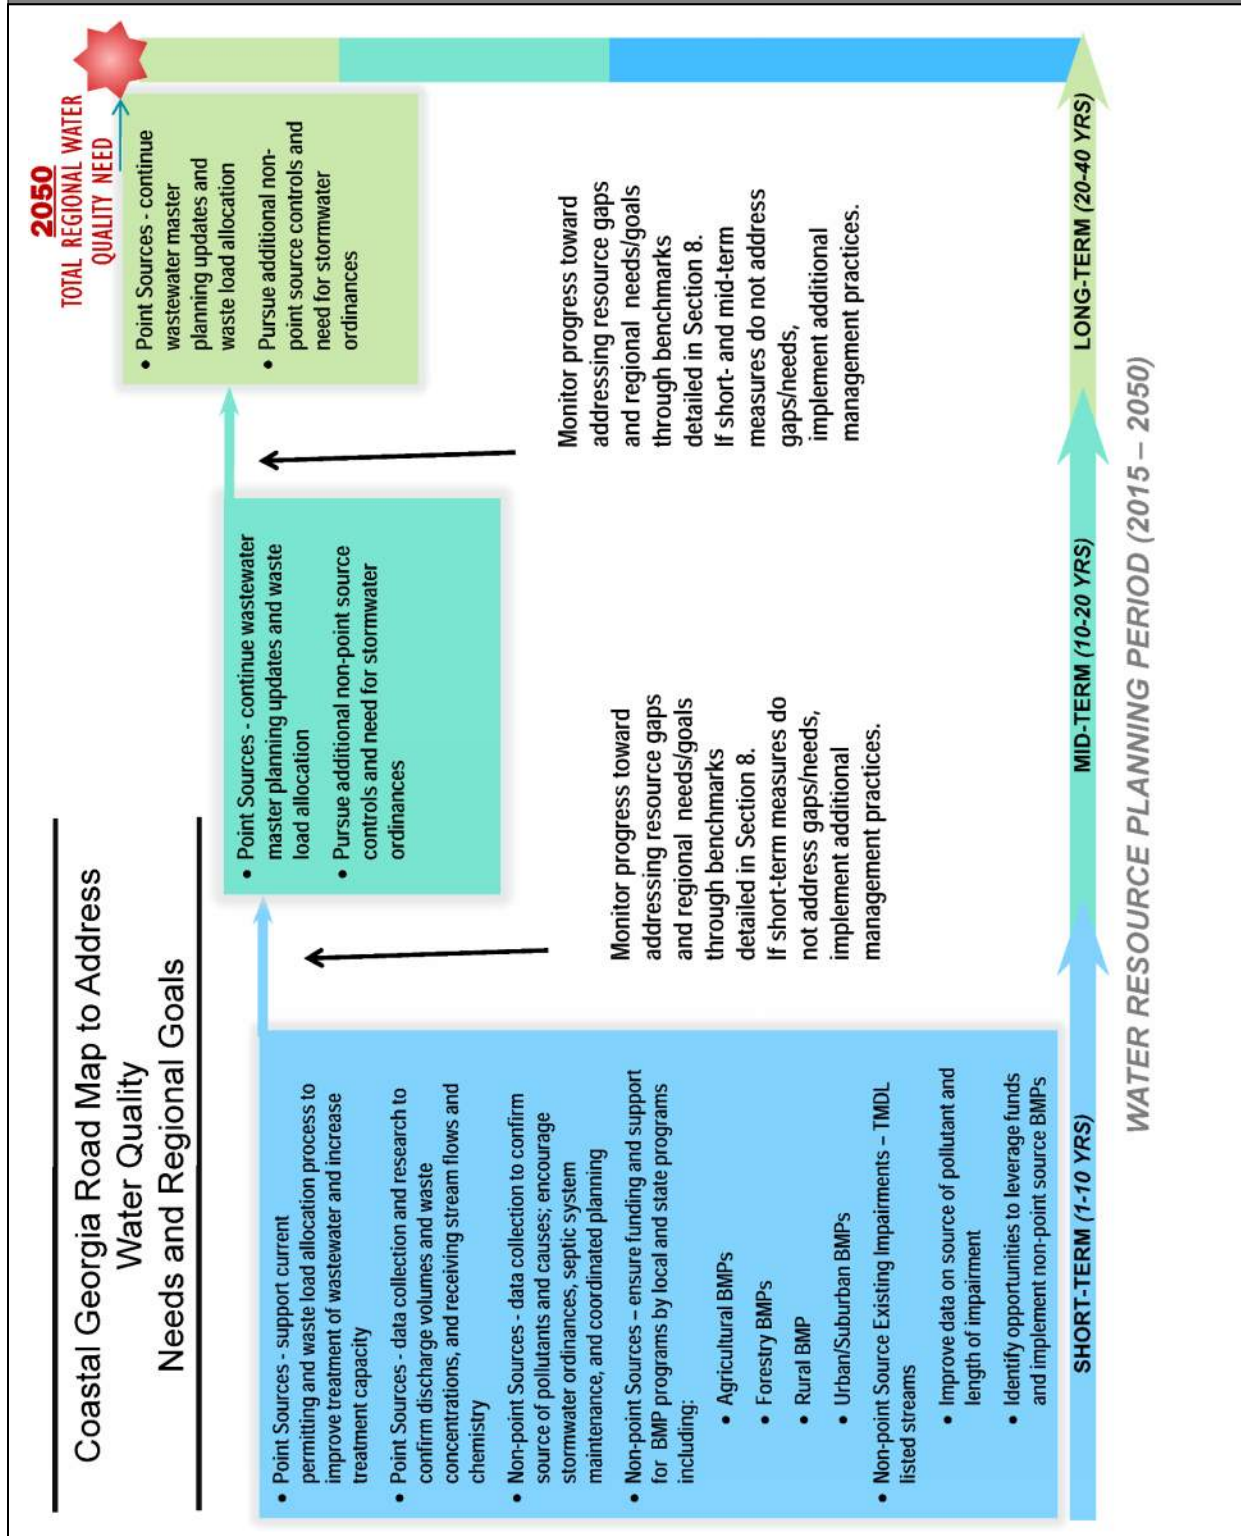 Coastal Georgia Road Map to Address
Water Quality
Needs and Regional Goals
2050
TOTAL REGIONAL WATER
QUALITY NEED
• Point Sources - support current
permitting and waste load allocation process to
improve treatment of wastewater and increase
treatment capacity
• Point Sources - data collection and research to
confirm discharge volumes and waste
concentrations, and receiving stream flows and
chemistry
• Non-point Sources - data collection to confirm
source of pollutants and causes; encourage
stormwater ordinances, septic system
maintenance, and coordinated planning
• Non-point Sources – ensure funding and support
for BMP programs by local and state programs
including:
• Agricultural BMPs
• Forestry BMPs
• Rural BMP
• Urban/Suburban BMPs
• Non-point Source Existing Impairments – TMDL
listed streams
• Improve data on source of pollutant and
length of impairment
• Identify opportunities to leverage funds
and implement non-point source BMPs
• Point Sources - continue wastewater
master planning updates and waste
load allocation
• Pursue additional non-point source
controls and need for stormwater
ordinances
• Point Sources - continue
wastewater master
planning updates and
waste load allocation
• Pursue additional non-
point source controls and
need for stormwater
ordinances
Monitor progress toward
addressing resource gaps
and regional needs/goals
through benchmarks
detailed in Section 8.
If short-term measures do
not address gaps/needs,
implement additional
management practices.
Monitor progress toward
addressing resource gaps
and regional needs/goals
through benchmarks
detailed in Section 8.
If short- and mid-term
measures do not address
gaps/needs,
implement additional
management practices.
SHORT-TERM (1-10 YRS)
MID-TERM (10-20 YRS)
LONG-TERM (20-40 YRS)
WATER RESOURCE PLANNING PERIOD (2015 – 2050)